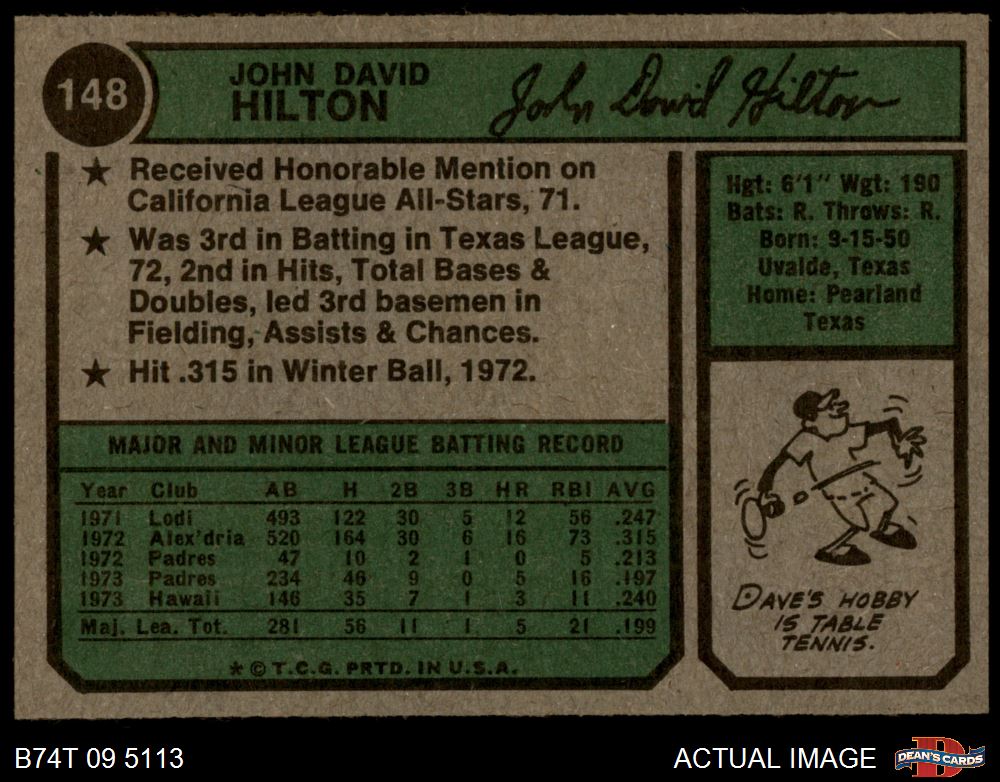 148
JOHN DAVID
HILTON
John David Hilton
★ Received Honorable Mention on
California League All-Stars, 71.
★ Was 3rd in Batting in Texas League,
72, 2nd in Hits, Total Bases &
Doubles, led 3rd basemen in
Fielding, Assists & Chances.
★ Hit .315 in Winter Ball, 1972.
Hgt: 6'1" Wgt: 190
Bats: R. Throws: R.
Born: 9-15-50
Uvalde, Texas
Home: Pearland
Texas
MAJOR AND MINOR LEAGUE BATTING RECORD
Year Club AB H 2B 3B HR RBI AVG
1971 Lodi 493 122 30 5 12 56 .247
1972 Alex'dria 520 164 30 6 16 73 .315
1972 Padres 47 10 2 1 0 5 .213
1973 Padres 234 46 9 0 5 16 .197
1973 Hawaii 146 35 7 1 3 11 .240
Maj. Lea. Tot. 281 56 11 1 5 21 .199
* © T.C.G. PRTD. IN U.S.A.
DAVE'S HOBBY
IS TABLE
TENNIS.
B74T 09 5113
ACTUAL IMAGE
D
DEAN'S CARDS